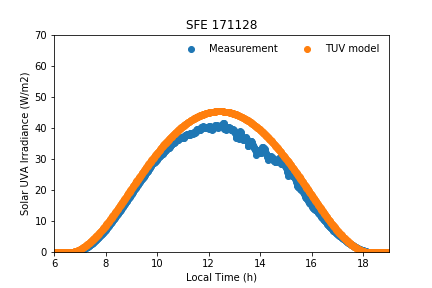 SFE 171128
Measurement
TUV model
70
60
50
40
30
20
10
0
Solar UVA Irradiance (W/m2)
6 8 10 12 14 16 18
Local Time (h)